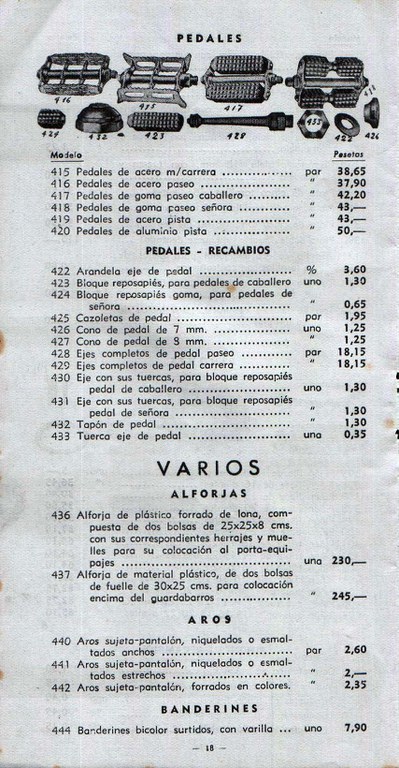 PEDALES
416
415
417
418
424
432
423
428
433
422
426
Modelo Pesetas
415 Pedales de acero m/carrera ................ par 38,65
416 Pedales de acero paseo .................... " 37,90
417 Pedales de goma paseo caballero ........... " 42,20
418 Pedales de goma paseo señora .............. " 43,—
419 Pedales de acero pista .................... " 43,—
420 Pedales de aluminio pista ................. " 50,—
PEDALES - RECAMBIOS
422 Arandela eje de pedal ..................... % 3,60
423 Bloque reposapiés, para pedales de caballero uno 1,30
424 Bloque reposapiés goma, para pedales de
señora .................................... " 0,65
425 Cazoletas de pedal ........................ par 1,95
426 Cono de pedal de 7 mm. .................... uno 1,25
427 Cono de pedal de 8 mm. .................... " 1,25
428 Ejes completos de pedal paseo ............. par 18,15
429 Ejes completos de pedal carrera ........... " 18,15
430 Eje con sus tuercas, para bloque reposapiés
pedal de caballero ........................ uno 1,30
431 Eje con sus tuercas, para bloque reposapiés
pedal de señora ........................... " 1,30
432 Tapón de pedal ............................ " 1,30
433 Tuerca eje de pedal ....................... una 0,35
VARIOS
ALFORJAS
436 Alforja de plástico forrado de lona, com-
puesta de dos bolsas de 25x25x8 cms.
con sus correspondientes herrajes y mue-
lles para su colocación al porta-equi-
pajes ..................................... una 230,—
437 Alforja de material plástico, de dos bolsas
de fuelle de 30x25 cms. para colocación
encima del guardabarros ................... " 245,—
AROS
440 Aros sujeta-pantalón, niquelados o esmal-
tados anchos .............................. par 2,60
441 Aros sujeta-pantalón, niquelados o esmal-
tados estrechos ........................... " 2,—
442 Aros sujeta-pantalón, forrados en colores. " 2,35
BANDERINES
444 Banderines bicolor surtidos, con varilla ... uno 7,90
— 18 —